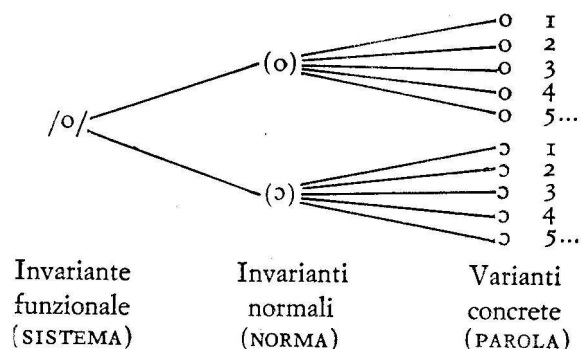 o 1
o 2
(o) o 3
o 4
o 5...
/o/
ɔ 1
ɔ 2
(ɔ) ɔ 3
ɔ 4
ɔ 5...
Invariante Invarianti Varianti
funzionale normali concrete
(SISTEMA) (NORMA) (PAROLA)